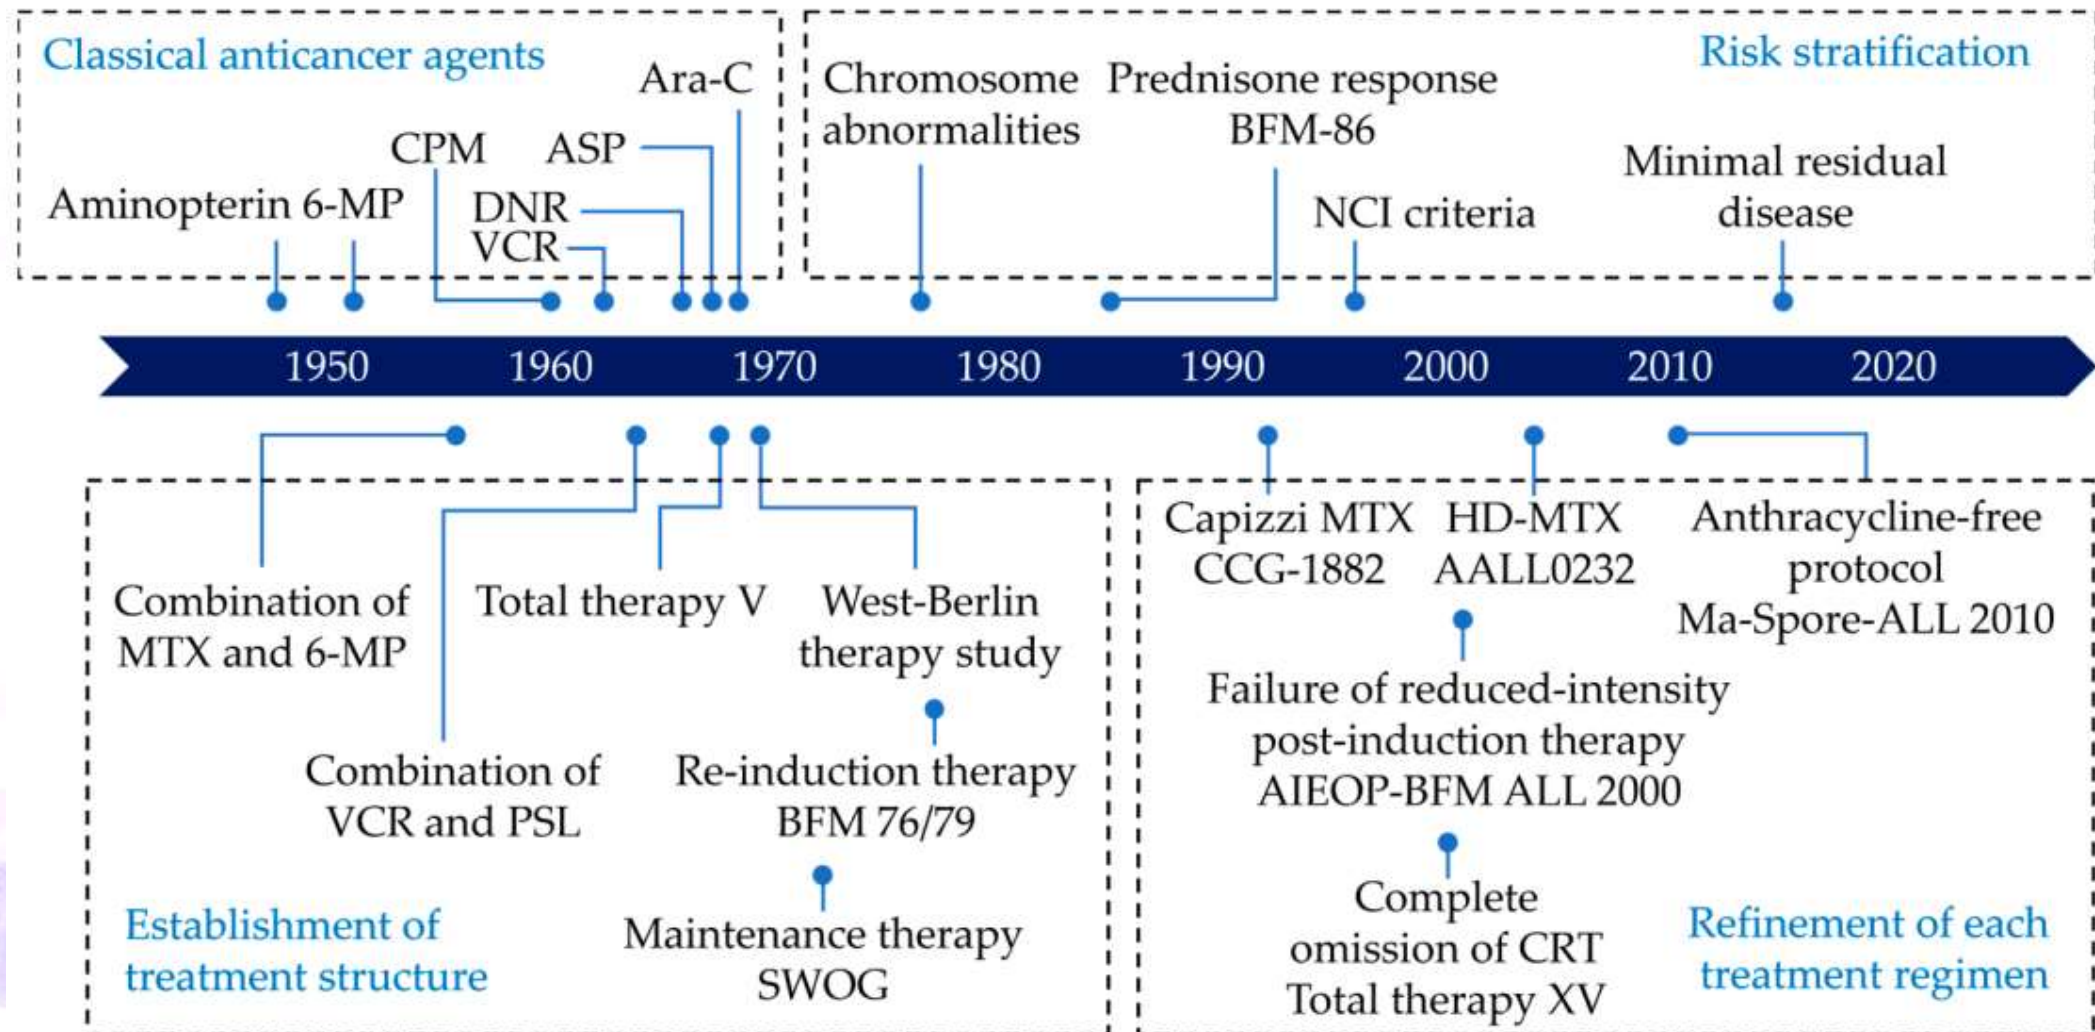 Classical anticancer agents
Ara-C
CPM
ASP
Aminopterin
6-MP
DNR
VCR
Risk stratification
Chromosome
abnormalities
Prednisone response
BFM-86
NCI criteria
Minimal residual
disease
1950
1960
1970
1980
1990
2000
2010
2020
Combination of
MTX and 6-MP
Total therapy V
West-Berlin
therapy study
Combination of
VCR and PSL
Re-induction therapy
BFM 76/79
Maintenance therapy
SWOG
Establishment of
treatment structure
Capizzi MTX
CCG-1882
HD-MTX
AALL0232
Anthracycline-free
protocol
Ma-Spore-ALL 2010
Failure of reduced-intensity
post-induction therapy
AIEOP-BFM ALL 2000
Complete
omission of CRT
Total therapy XV
Refinement of each
treatment regimen